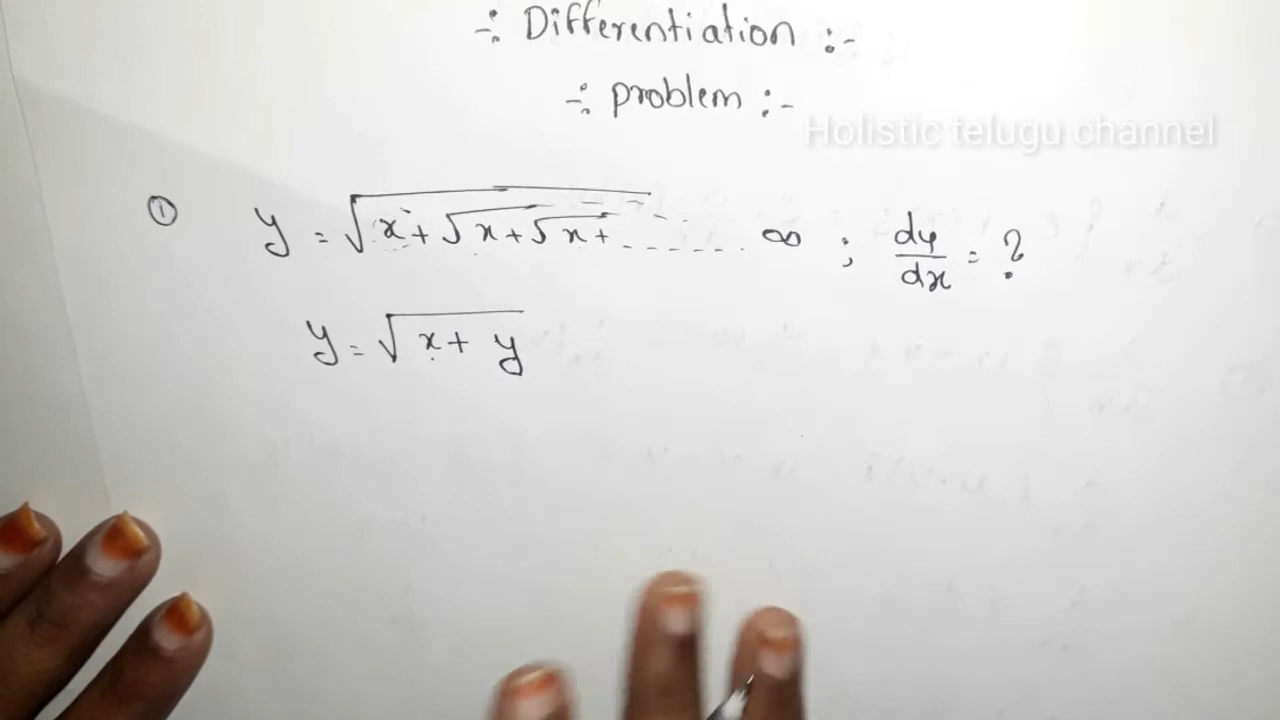 -: Differentiation :-
-: problem :-
Holistic telugu channel
① y = √x + √x + √x + ....... ∞ ; dy/dx = ?
y = √x + y